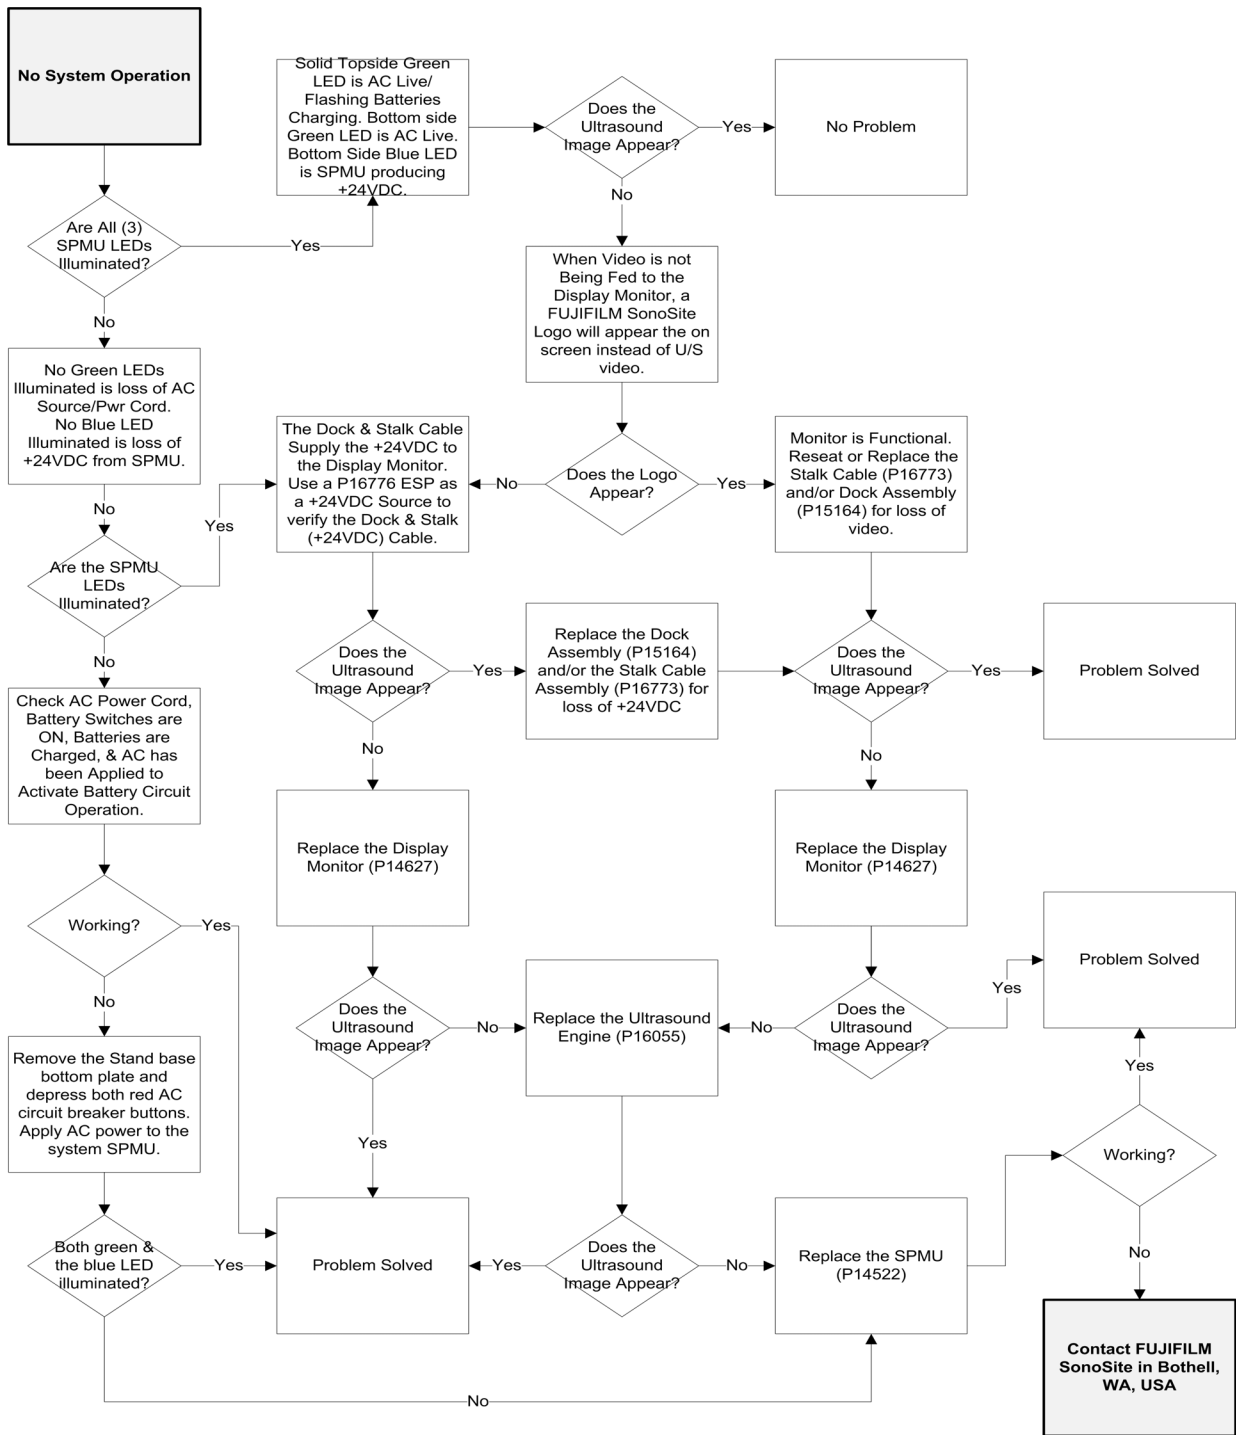 No System Operation
Solid Topside Green
LED is AC Live/
Flashing Batteries
Charging. Bottom side
Green LED is AC Live.
Bottom Side Blue LED
is SPMU producing
+24VDC.
Does the
Ultrasound
Image Appear?
Yes
No Problem
No
Are All (3)
SPMU LEDs
Illuminated?
Yes
No
When Video is not
Being Fed to the
Display Monitor, a
FUJIFILM SonoSite
Logo will appear the on
screen instead of U/S
video.
No Green LEDs
Illuminated is loss of AC
Source/Pwr Cord.
No Blue LED
Illuminated is loss of
+24VDC from SPMU.
No
Yes
The Dock & Stalk Cable
Supply the +24VDC to
the Display Monitor.
Use a P16776 ESP as
a +24VDC Source to
verify the Dock & Stalk
(+24VDC) Cable.
No
Does the Logo
Appear?
Yes
Monitor is Functional.
Reseat or Replace the
Stalk Cable (P16773)
and/or Dock Assembly
(P15164) for loss of
video.
Are the SPMU
LEDs
Illuminated?
No
Does the
Ultrasound
Image Appear?
Yes
Replace the Dock
Assembly (P15164)
and/or the Stalk Cable
Assembly (P16773) for
loss of +24VDC
Does the
Ultrasound
Image Appear?
Yes
Problem Solved
No
No
Check AC Power Cord,
Battery Switches are
ON, Batteries are
Charged, & AC has
been Applied to
Activate Battery Circuit
Operation.
Replace the Display
Monitor (P14627)
Replace the Display
Monitor (P14627)
Working?
Yes
No
Does the
Ultrasound
Image Appear?
No
Yes
Replace the Ultrasound
Engine (P16055)
No
Does the
Ultrasound
Image Appear?
Yes
Problem Solved
Remove the Stand base
bottom plate and
depress both red AC
circuit breaker buttons.
Apply AC power to the
system SPMU.
Yes
Working?
No
Both green &
the blue LED
illuminated?
Yes
Problem Solved
Yes
Does the
Ultrasound
Image Appear?
No
Replace the SPMU
(P14522)
No
Contact FUJIFILM
SonoSite in Bothell,
WA, USA